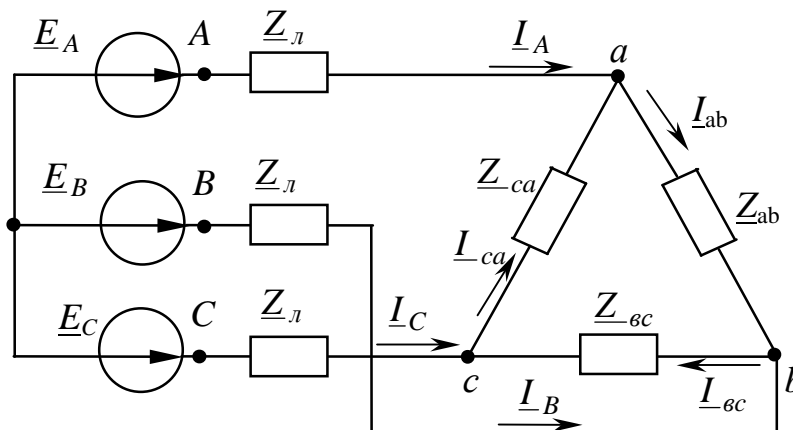 E_A A Z_л I_A a
I_ab
E_B B Z_л Z_ca Z_ab
I_ca
E_C C Z_л I_C Z_вс
c b
I_B I_вс